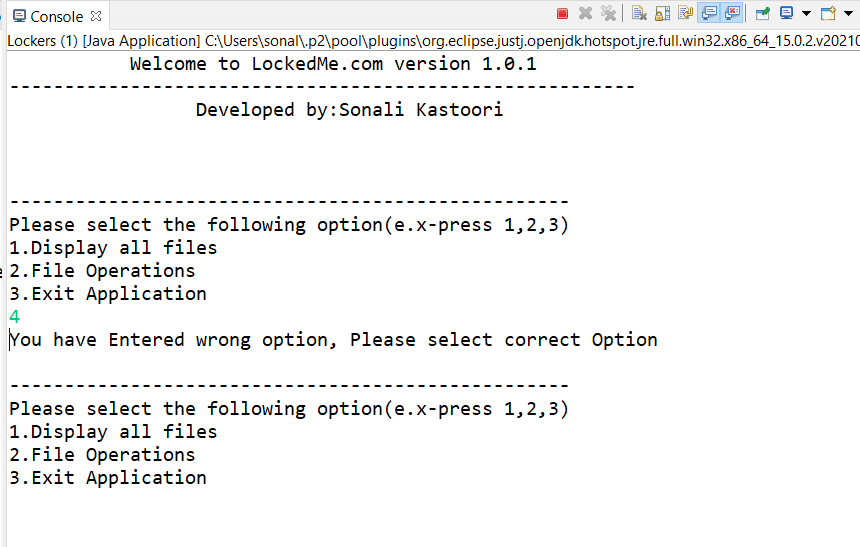 Console
Lockers (1) [Java Application] C:\Users\sonal\.p2\pool\plugins\org.eclipse.justj.openjdk.hotspot.jre.full.win32.x86_64_15.0.2.v20210
Welcome to LockedMe.com version 1.0.1
---------------------------------------------------------
Developed by:Sonali Kastoori
---------------------------------------------------
Please select the following option(e.x-press 1,2,3)
1.Display all files
2.File Operations
3.Exit Application
4
You have Entered wrong option, Please select correct Option
---------------------------------------------------
Please select the following option(e.x-press 1,2,3)
1.Display all files
2.File Operations
3.Exit Application